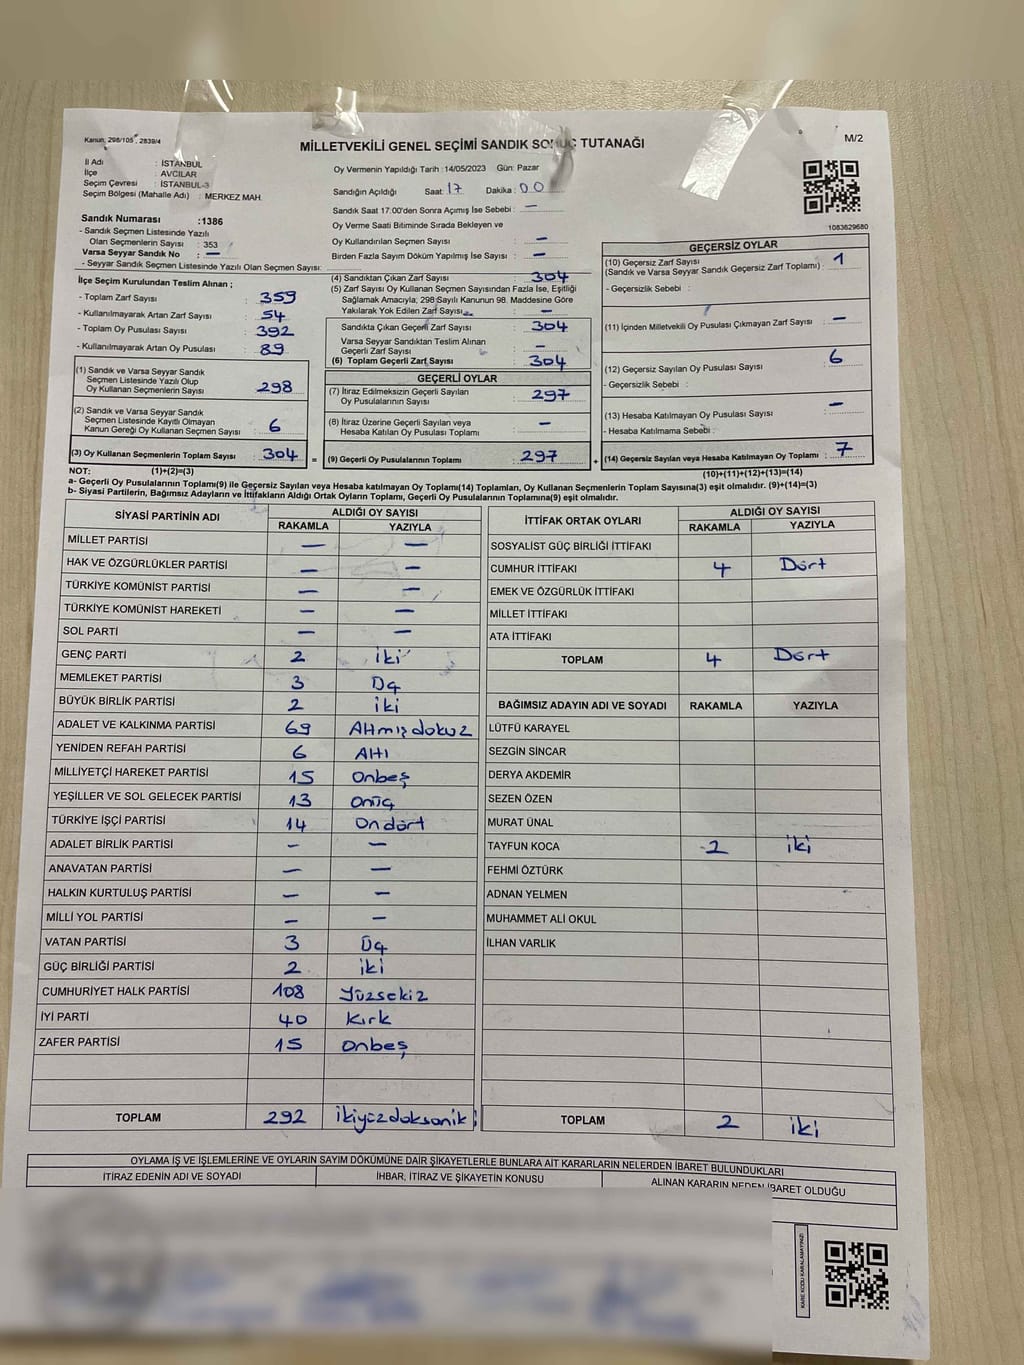 Kanun: 298/105 , 2839/4
MİLLETVEKİLİ GENEL SEÇİMİ SANDIK SONUÇ TUTANAĞI
M/2
İl Adı : İSTANBUL
İlçe : AVCILAR
Seçim Çevresi : İSTANBUL-3
Seçim Bölgesi (Mahalle Adı) : MERKEZ MAH.
Sandık Numarası :1386
- Sandık Seçmen Listesinde Yazılı
Olan Seçmenlerin Sayısı : 353
Varsa Seyyar Sandık No : —
- Seyyar Sandık Seçmen Listesinde Yazılı Olan Seçmen Sayısı:
Oy Vermenin Yapıldığı Tarih :14/05/2023 Gün: Pazar
Sandığın Açıldığı Saat: 17 Dakika : 00
Sandık Saat 17:00'den Sonra Açımış İse Sebebi : —
Oy Verme Saati Bitiminde Sırada Bekleyen ve
Oy Kullandırılan Seçmen Sayısı : —
Birden Fazla Sayım Döküm Yapılmış İse Sayısı : —
1083629680
İlçe Seçim Kurulundan Teslim Alınan ;
- Toplam Zarf Sayısı : 359
- Kullanılmayarak Artan Zarf Sayısı : 54
- Toplam Oy Pusulası Sayısı : 392
- Kullanılmayarak Artan Oy Pusulası : 89
(1) Sandık ve Varsa Seyyar Sandık
Seçmen Listesinde Yazılı Olup
Oy Kullanan Seçmenlerin Sayısı : 298
(2) Sandık ve Varsa Seyyar Sandık
Seçmen Listesinde Kayıtlı Olmayan
Kanun Gereği Oy Kullanan Seçmen Sayısı : 6
(3) Oy Kullanan Seçmenlerin Toplam Sayısı : 304
(4) Sandıktan Çıkan Zarf Sayısı : 304
(5) Zarf Sayısı Oy Kullanan Seçmen Sayısından Fazla İse, Eşitliği
Sağlamak Amacıyla; 298 Sayılı Kanunun 98. Maddesine Göre
Yakılarak Yok Edilen Zarf Sayısı : —
Sandıkta Çıkan Geçerli Zarf Sayısı : 304
Varsa Seyyar Sandıktan Teslim Alınan
Geçerli Zarf Sayısı : —
(6) Toplam Geçerli Zarf Sayısı : 304
GEÇERLİ OYLAR
(7) İtiraz Edilmeksizin Geçerli Sayılan
Oy Pusulalarının Sayısı : 297
(8) İtiraz Üzerine Geçerli Sayılan veya
Hesaba Katılan Oy Pusulası Toplamı : —
= (9) Geçerli Oy Pusulalarının Toplamı : 297
GEÇERSİZ OYLAR
(10) Geçersiz Zarf Sayısı
(Sandık ve Varsa Seyyar Sandık Geçersiz Zarf Toplamı) : 1
- Geçersizlik Sebebi :
(11) İçinden Milletvekili Oy Pusulası Çıkmayan Zarf Sayısı : —
(12) Geçersiz Sayılan Oy Pusulası Sayısı : 6
- Geçersizlik Sebebi :
(13) Hesaba Katılmayan Oy Pusulası Sayısı : —
- Hesaba Katılmama Sebebi :
+ (14) Geçersiz Sayılan veya Hesaba Katılmayan Oy Toplamı : 7
NOT: (1)+(2)=(3) (10)+(11)+(12)+(13)=(14)
a- Geçerli Oy Pusulaları Toplamı(9) ile Geçersiz Sayılan veya Hesaba katılmayan Oy Toplamı(14) Toplamları, Oy Kullanan Seçmenlerin Toplam Sayısına(3) eşit olmalıdır. (9)+(14)=(3)
b- Siyasi Partilerin, Bağımsız Adayların ve İttifakların Aldığı Ortak Oyların Toplamı, Geçerli Oy Pusulalarının Toplamına(9) eşit olmalıdır.
SİYASİ PARTİNİN ADI ALDIĞI OY SAYISI
RAKAMLA YAZIYLA
MİLLET PARTİSİ — —
HAK VE ÖZGÜRLÜKLER PARTİSİ — —
TÜRKİYE KOMÜNİST PARTİSİ — —
TÜRKİYE KOMÜNİST HAREKETİ — —
SOL PARTİ — —
GENÇ PARTİ 2 iki
MEMLEKET PARTİSİ 3 Üç
BÜYÜK BİRLİK PARTİSİ 2 iki
ADALET VE KALKINMA PARTİSİ 69 Altmışdokuz
YENİDEN REFAH PARTİSİ 6 Altı
MİLLİYETÇİ HAREKET PARTİSİ 15 Onbeş
YEŞİLLER VE SOL GELECEK PARTİSİ 13 onüç
TÜRKİYE İŞÇİ PARTİSİ 14 Ondört
ADALET BİRLİK PARTİSİ — —
ANAVATAN PARTİSİ — —
HALKIN KURTULUŞ PARTİSİ — —
MİLLİ YOL PARTİSİ — —
VATAN PARTİSİ 3 Üç
GÜÇ BİRLİĞİ PARTİSİ 2 iki
CUMHURİYET HALK PARTİSİ 108 Yüzsekiz
İYİ PARTİ 40 Kırk
ZAFER PARTİSİ 15 onbeş
TOPLAM 292 ikiyüzdoksaniki
İTTİFAK ORTAK OYLARI ALDIĞI OY SAYISI
RAKAMLA YAZIYLA
SOSYALİST GÜÇ BİRLİĞİ İTTİFAKI
CUMHUR İTTİFAKI 4 Dört
EMEK VE ÖZGÜRLÜK İTTİFAKI
MİLLET İTTİFAKI
ATA İTTİFAKI
TOPLAM 4 Dört
BAĞIMSIZ ADAYIN ADI VE SOYADI RAKAMLA YAZIYLA
LÜTFÜ KARAYEL
SEZGİN SİNCAR
DERYA AKDEMİR
SEZEN ÖZEN
MURAT ÜNAL
TAYFUN KOCA 2 iki
FEHMİ ÖZTÜRK
ADNAN YELMEN
MUHAMMET ALİ OKUL
İLHAN VARLIK
TOPLAM 2 iki
OYLAMA İŞ VE İŞLEMLERİNE VE OYLARIN SAYIM DÖKÜMÜNE DAİR ŞİKAYETLERLE BUNLARA AİT KARARLARIN NELERDEN İBARET BULUNDUKLARI
İTİRAZ EDENİN ADI VE SOYADI İHBAR, İTİRAZ VE ŞİKAYETİN KONUSU ALINAN KARARIN NEDEN İBARET OLDUĞU
KARE KODU KARALAMAYINIZ!